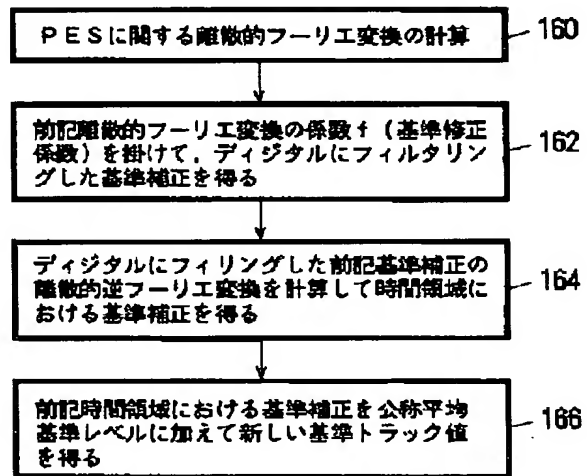 PESに関する離散的フーリエ変換の計算
160
前記離散的フーリエ変換の係数f(基準修正
係数)を掛けて,ディジタルにフィルタリン
グした基準補正を得る
162
ディジタルにフィリングした前記基準補正の
離散的逆フーリエ変換を計算して時間領域に
おける基準補正を得る
164
前記時間領域における基準補正を公称平均
基準レベルに加えて新しい基準トラック値
を得る
166